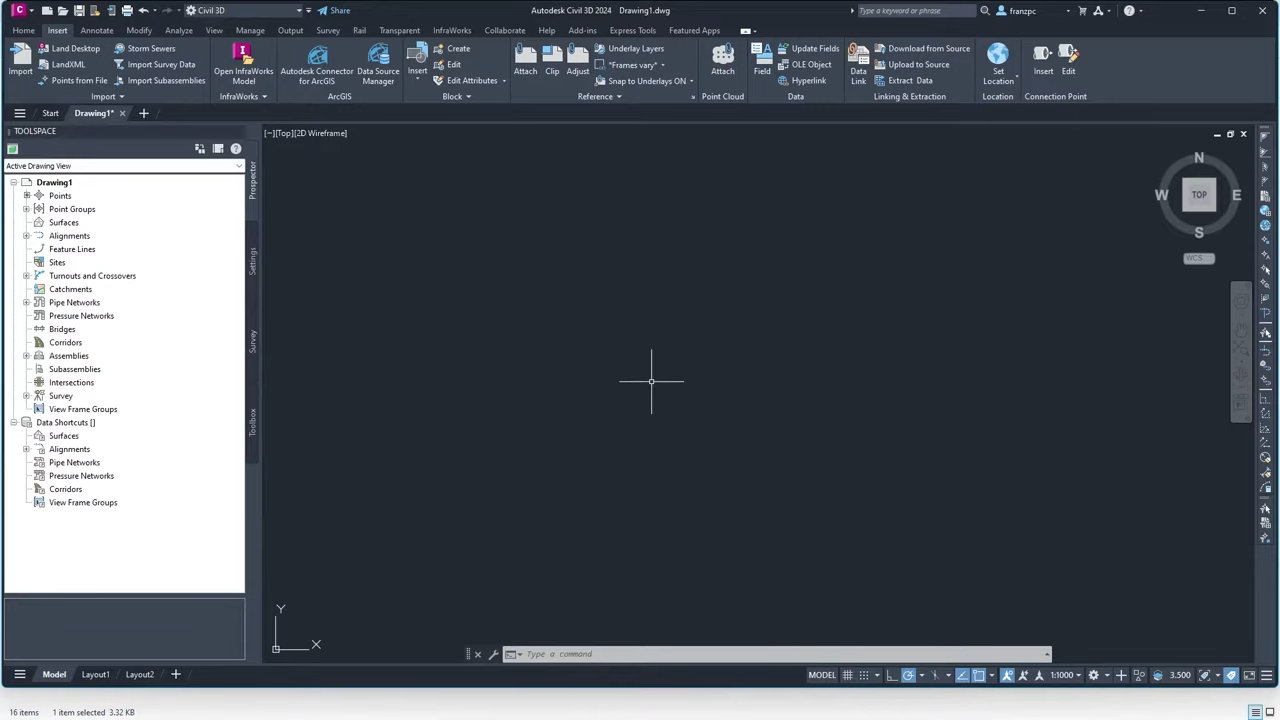 C Civil 3D Share Autodesk Civil 3D 2024 Drawing1.dwg Type a keyword or phrase franzpc
Home Insert Annotate Modify Analyze View Manage Output Survey Rail Transparent InfraWorks Collaborate Help Add-ins Express Tools Featured Apps
Land Desktop Storm Sewers Create Underlay Layers Update Fields Download from Source
LandXML Import Survey Data Edit *Frames vary* OLE Object Upload to Source
Points from File Import Subassemblies Edit Attributes Snap to Underlays ON Hyperlink Extract Data
Import Open InfraWorks Model Autodesk Connector for ArcGIS Data Source Manager Insert Attach Clip Adjust Attach Field Data Link Set Location Insert Edit
Import InfraWorks ArcGIS Block Reference Point Cloud Data Linking & Extraction Location Connection Point
Start Drawing1*
TOOLSPACE
[−][Top][2D Wireframe]
Active Drawing View
Drawing1
Points
Point Groups
Surfaces
Alignments
Feature Lines
Sites
Turnouts and Crossovers
Catchments
Pipe Networks
Pressure Networks
Bridges
Corridors
Assemblies
Subassemblies
Intersections
Survey
View Frame Groups
Data Shortcuts []
Surfaces
Alignments
Pipe Networks
Pressure Networks
Corridors
View Frame Groups
Prospector
Settings
Survey
Toolbox
N
W TOP E
S
WCS
Y
X
Type a command
Model Layout1 Layout2
MODEL 1:1000 3.500
16 items 1 item selected 3.32 KB